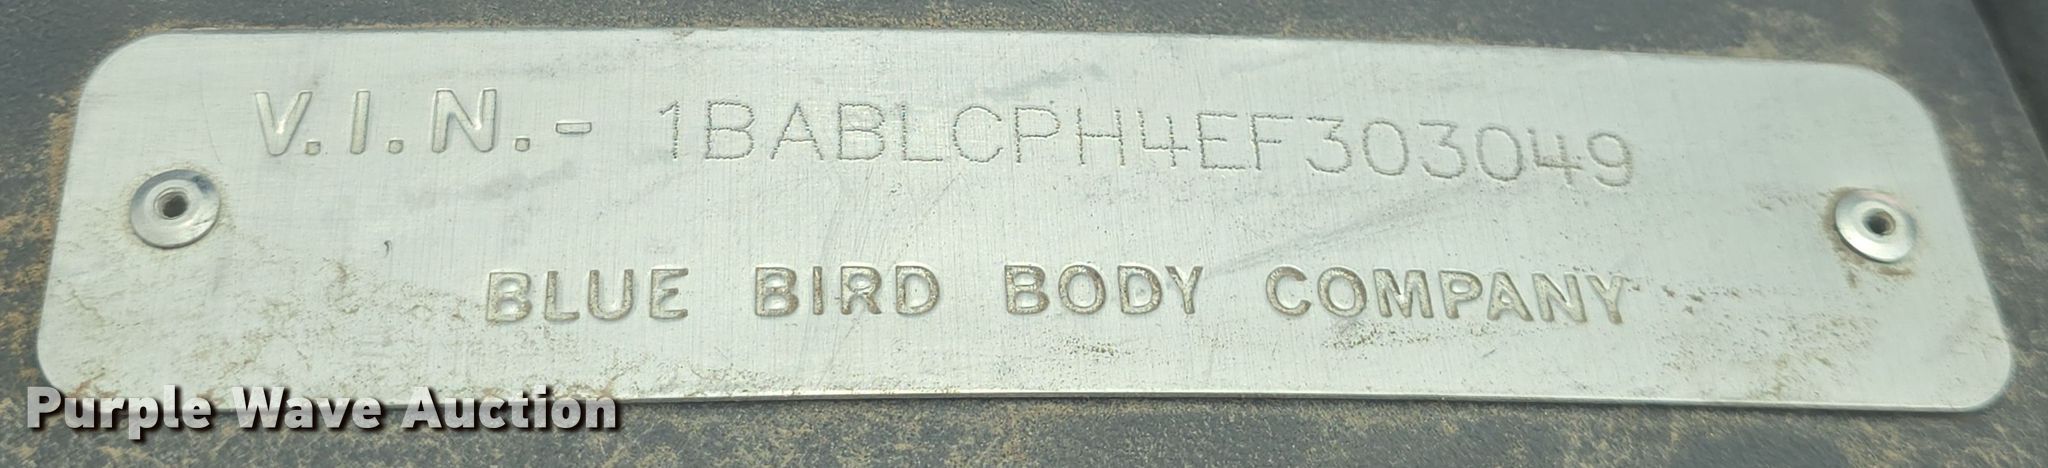 V.I.N.- 1BABLCPH4EF303049
BLUE BIRD BODY COMPANY
Purple Wave Auction